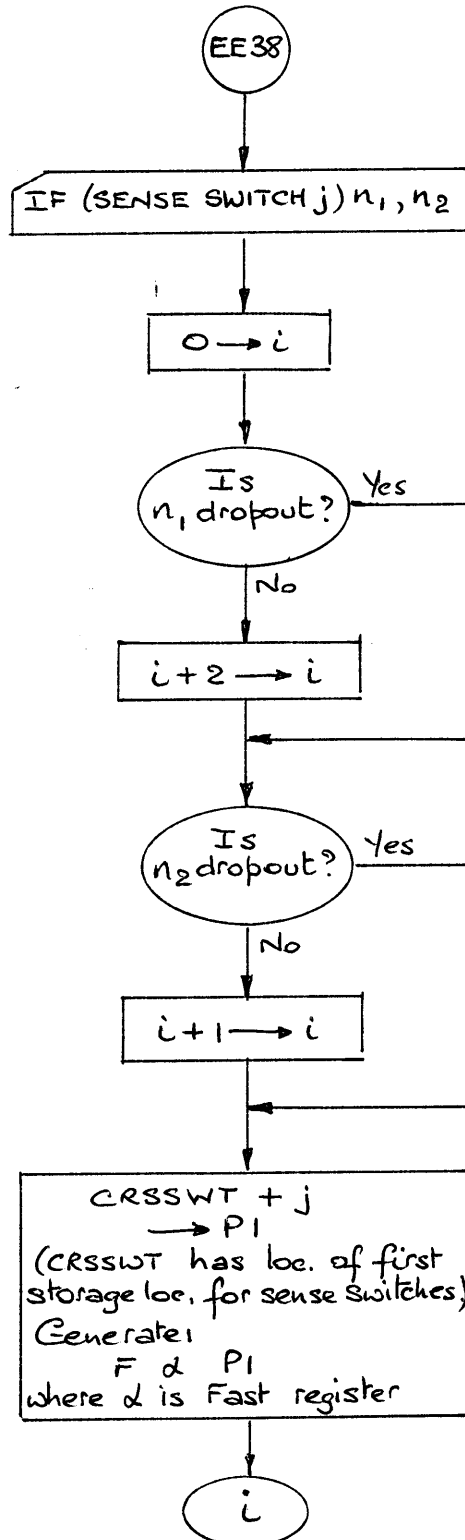 EE38
IF (SENSE SWITCH j) n₁, n₂
0 → i
Is
n₁ dropout?
Yes
No
i + 2 → i
Is
n₂ dropout?
Yes
No
i + 1 → i
CRSSWT + j
→ P1
(CRSSWT has loc. of first
storage loc. for sense switches)
Generate:
F α P1
where α is Fast register
i